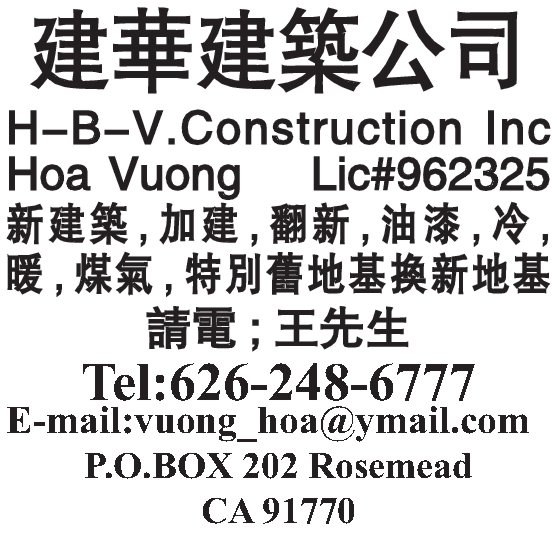 建華建築公司
H-B-V.Construction Inc
Hoa Vuong Lic#962325
新建築,加建,翻新,油漆,冷,
暖,煤氣,特別舊地基換新地基
請電;王先生
Tel:626-248-6777
E-mail:vuong_hoa@ymail.com
P.O.BOX 202 Rosemead
CA 91770